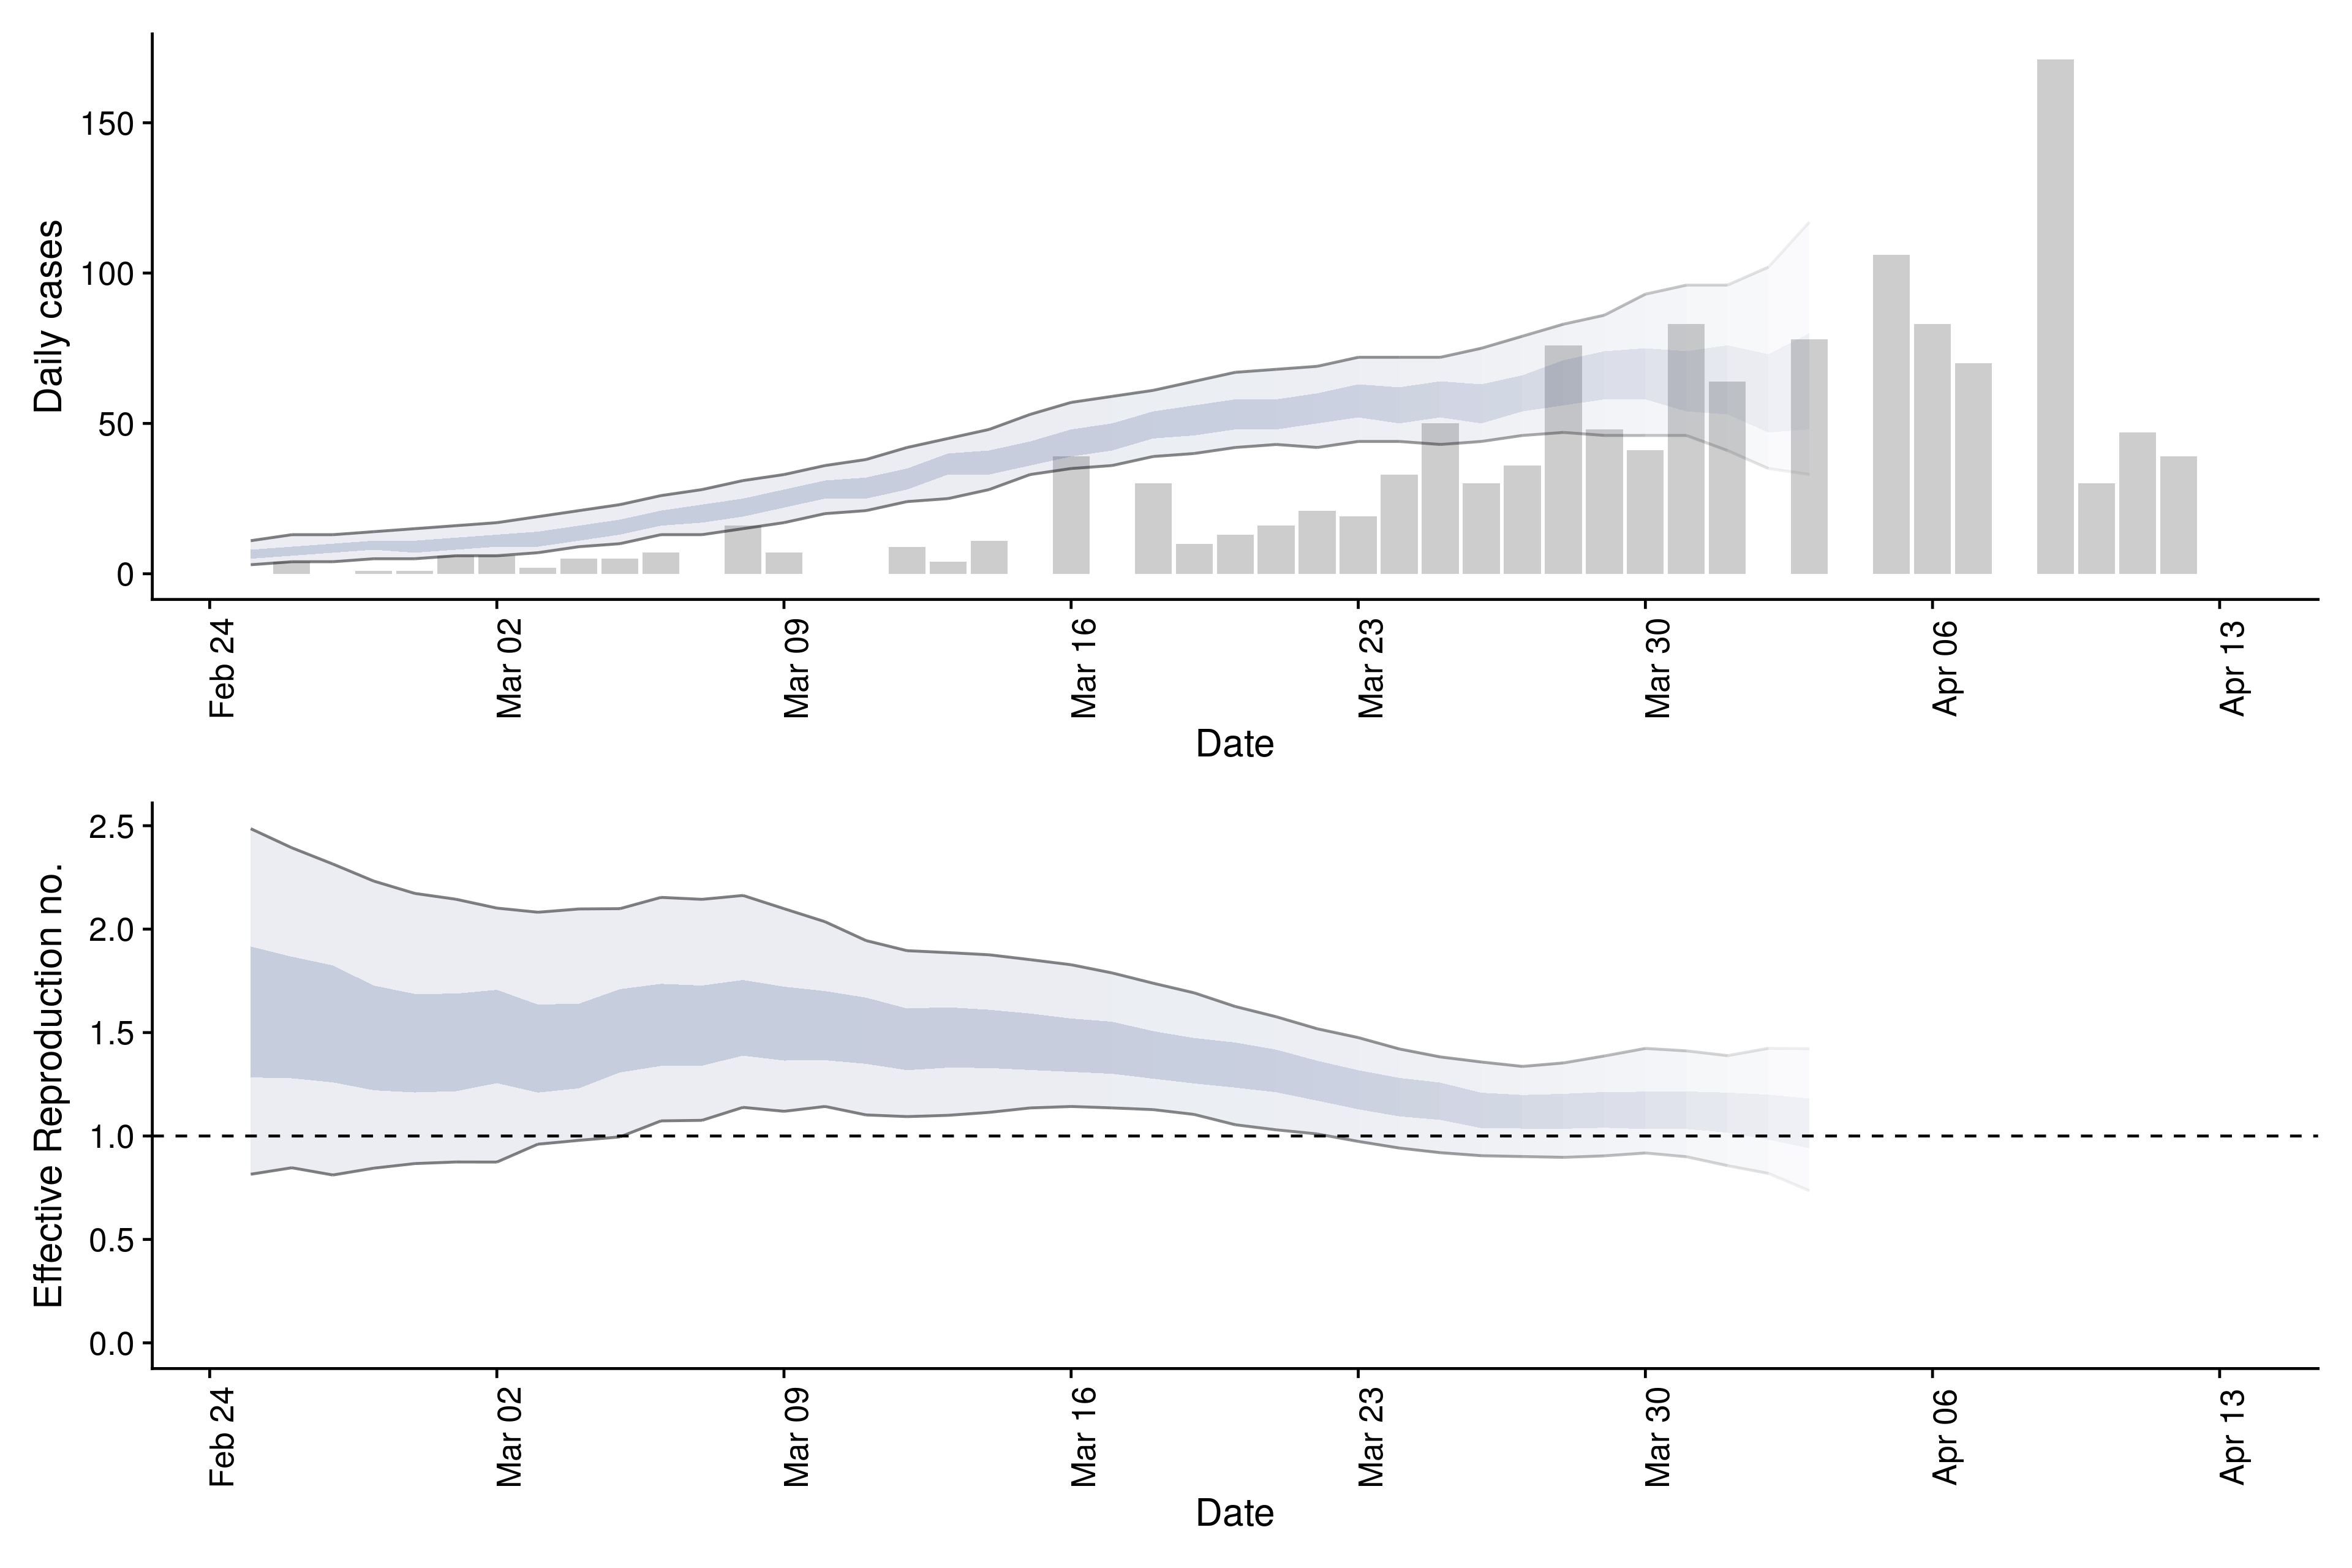 Daily cases
150
100
50
0
Feb 24
Mar 02
Mar 09
Mar 16
Mar 23
Mar 30
Apr 06
Apr 13
Date
Effective Reproduction no.
2.5
2.0
1.5
1.0
0.5
0.0
Feb 24
Mar 02
Mar 09
Mar 16
Mar 23
Mar 30
Apr 06
Apr 13
Date